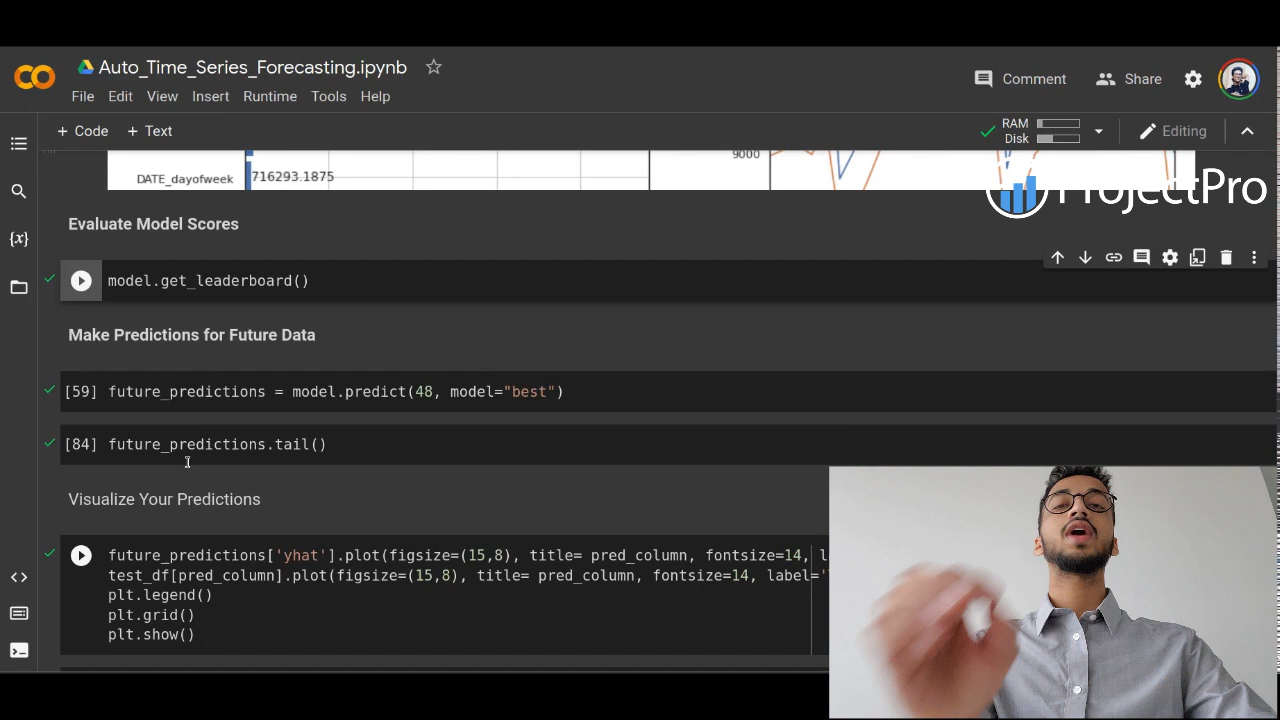 Auto_Time_Series_Forecasting.ipynb
Comment
Share
File Edit View Insert Runtime Tools Help
+ Code + Text
RAM
Disk
Editing
9000
DATE_dayofweek
716293.1875
ProjectPro
Evaluate Model Scores
model.get_leaderboard()
Make Predictions for Future Data
[59] future_predictions = model.predict(48, model="best")
[84] future_predictions.tail()
Visualize Your Predictions
future_predictions['yhat'].plot(figsize=(15,8), title= pred_column, fontsize=14, l
test_df[pred_column].plot(figsize=(15,8), title= pred_column, fontsize=14, label='
plt.legend()
plt.grid()
plt.show()